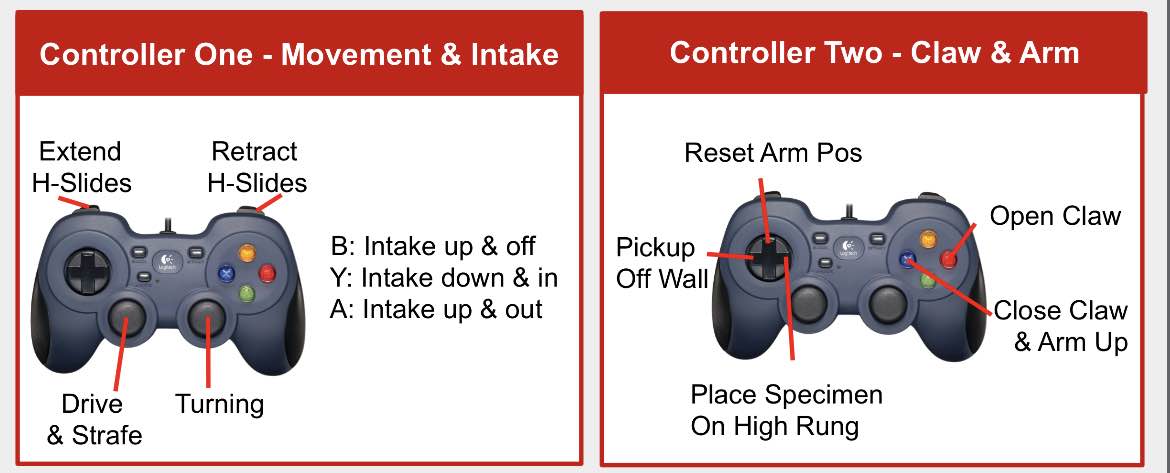 Controller One - Movement & Intake
Extend
H-Slides
Retract
H-Slides
B: Intake up & off
Y: Intake down & in
A: Intake up & out
Drive
& Strafe
Turning
Logitech
Controller Two - Claw & Arm
Reset Arm Pos
Pickup
Off Wall
Open Claw
Close Claw
& Arm Up
Place Specimen
On High Rung
Logitech